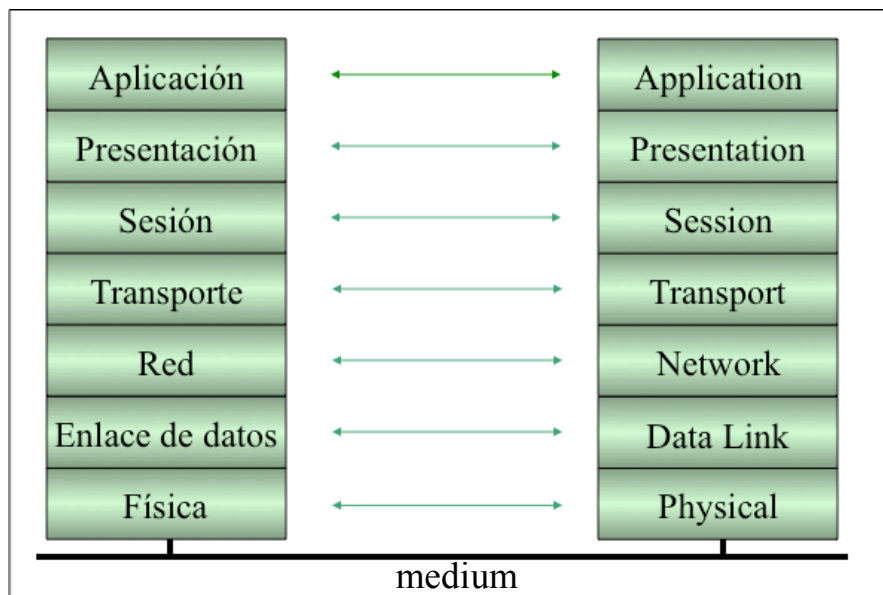 Aplicación
Application
Presentación
Presentation
Sesión
Session
Transporte
Transport
Red
Network
Enlace de datos
Data Link
Física
Physical
medium